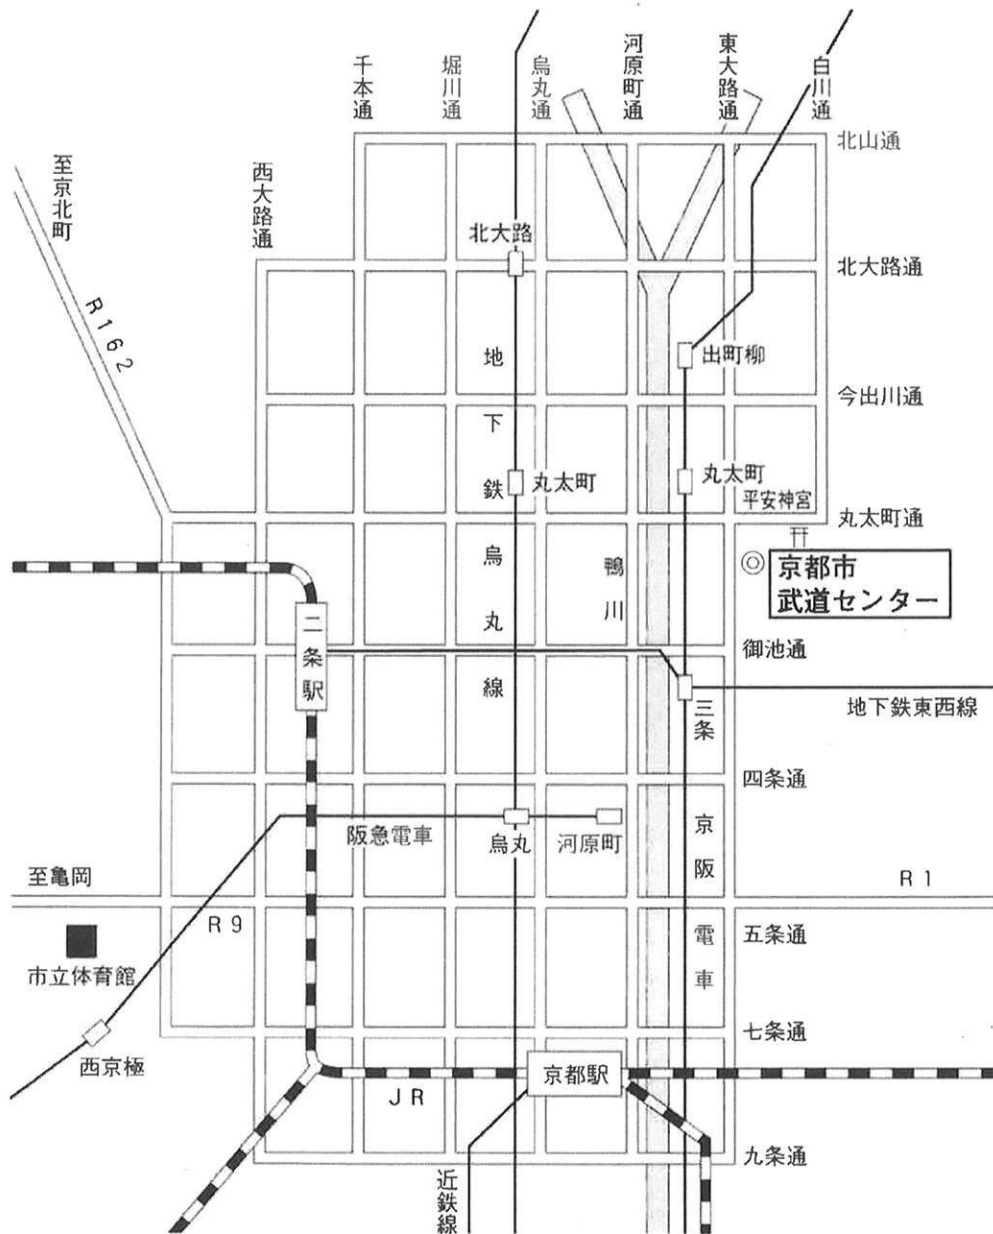 千本通
堀川通
烏丸通
河原町通
東大路通
白川通
北山通
至京北町
西大路通
北大路
北大路通
R162
出町柳
今出川通
地下鉄烏丸線
丸太町
丸太町
平安神宮
丸太町通
鴨川
京都市
武道センター
二条駅
御池通
三条
地下鉄東西線
四条通
阪急電車
烏丸
河原町
京阪電車
至亀岡
R1
R9
五条通
市立体育館
七条通
西京極
京都駅
JR
九条通
近鉄線